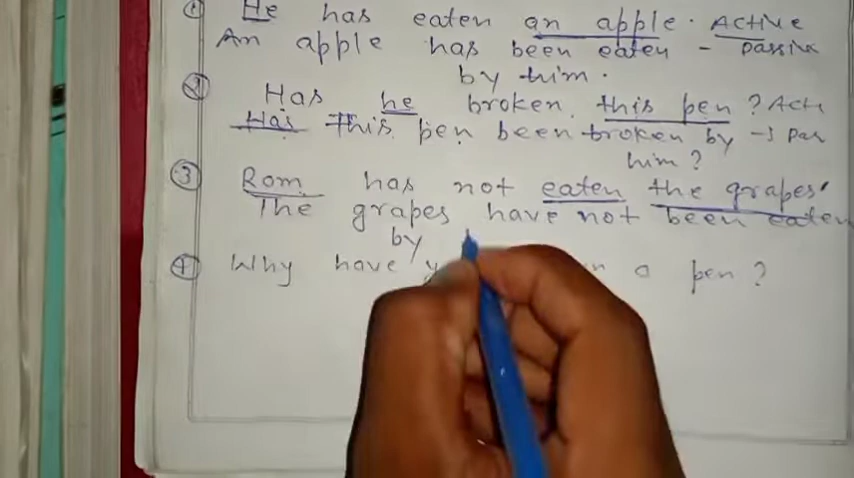 ① He has eaten an apple. ACTIVE
An apple has been eaten - passive
by him.
② Has he broken this pen? Acti
Has This pen been broken by → Pas
him?
③ Rom has not eaten the grapes'
The grapes have not been eaten
by
④ Why have a pen?